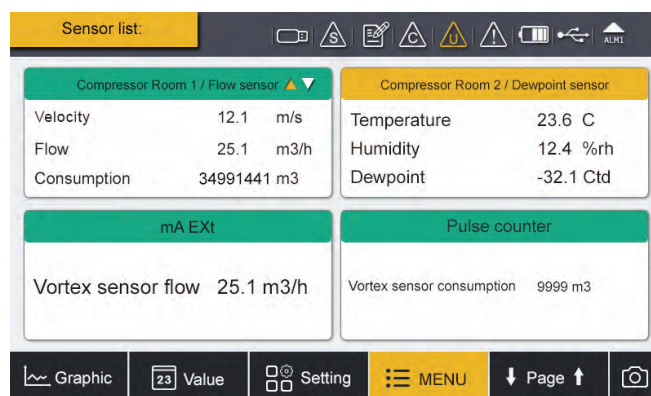 Sensor list:
S C U ! ALM1
Compressor Room 1 / Flow sensor
Velocity 12.1 m/s
Flow 25.1 m3/h
Consumption 34991441 m3
Compressor Room 2 / Dewpoint sensor
Temperature 23.6 C
Humidity 12.4 %rh
Dewpoint -32.1 Ctd
mA EXt
Vortex sensor flow 25.1 m3/h
Pulse counter
Vortex sensor consumption 9999 m3
Graphic 23 Value Setting MENU Page